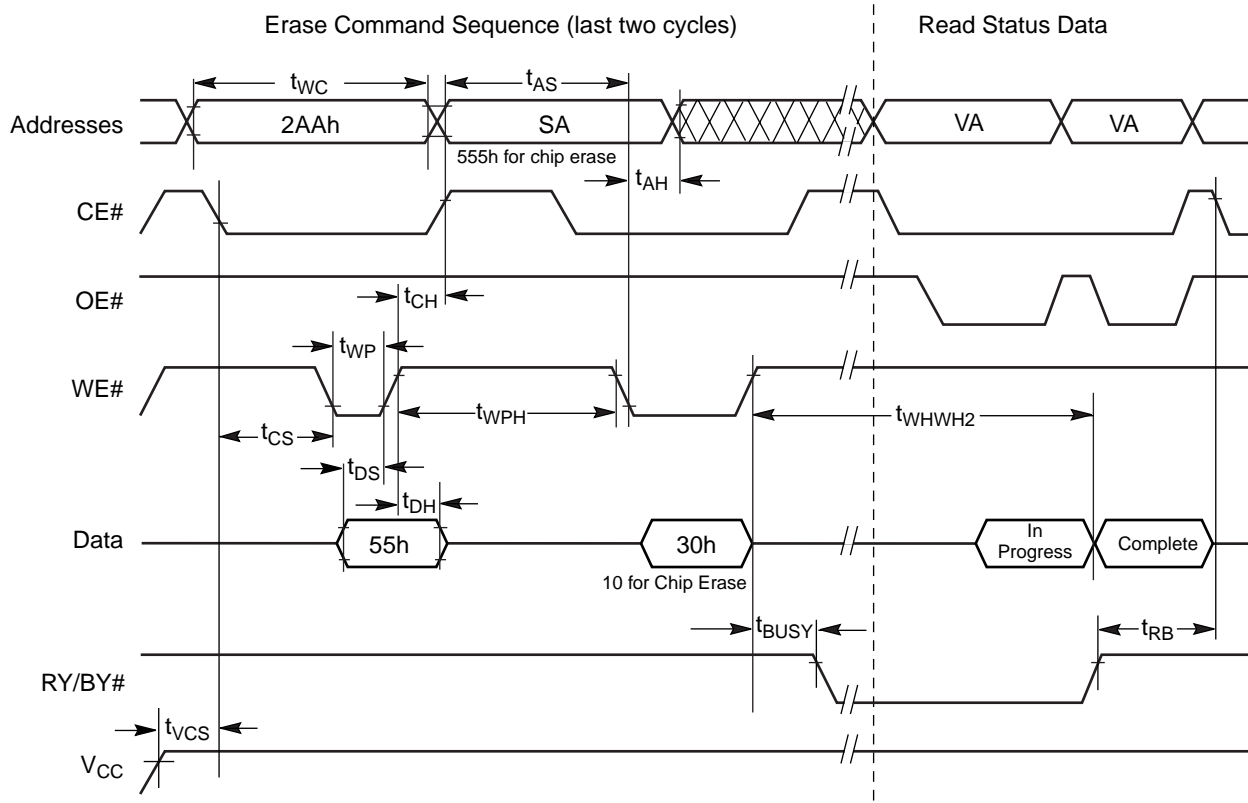 Erase Command Sequence (last two cycles)
Read Status Data
tWC
tAS
Addresses
2AAh
SA
VA
VA
555h for chip erase
tAH
CE#
OE#
tCH
tWP
WE#
tWPH
tWHWH2
tCS
tDS
tDH
Data
55h
30h
In
Progress
Complete
10 for Chip Erase
tBUSY
tRB
RY/BY#
tVCS
VCC